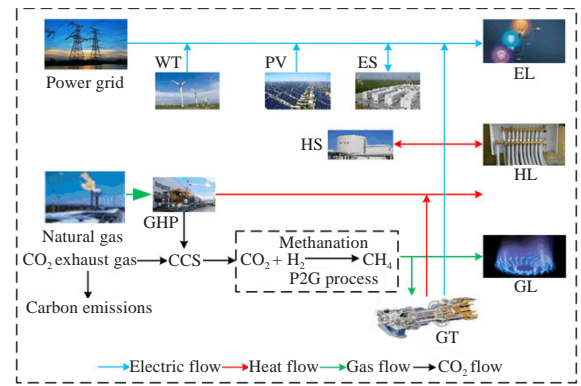 WT PV ES
Power grid EL
HS
HL
GHP
Natural gas
Methanation
CO2 exhaust gas CCS CO2 + H2 CH4
P2G process
Carbon emissions GL
GT
Electric flow Heat flow Gas flow CO2 flow